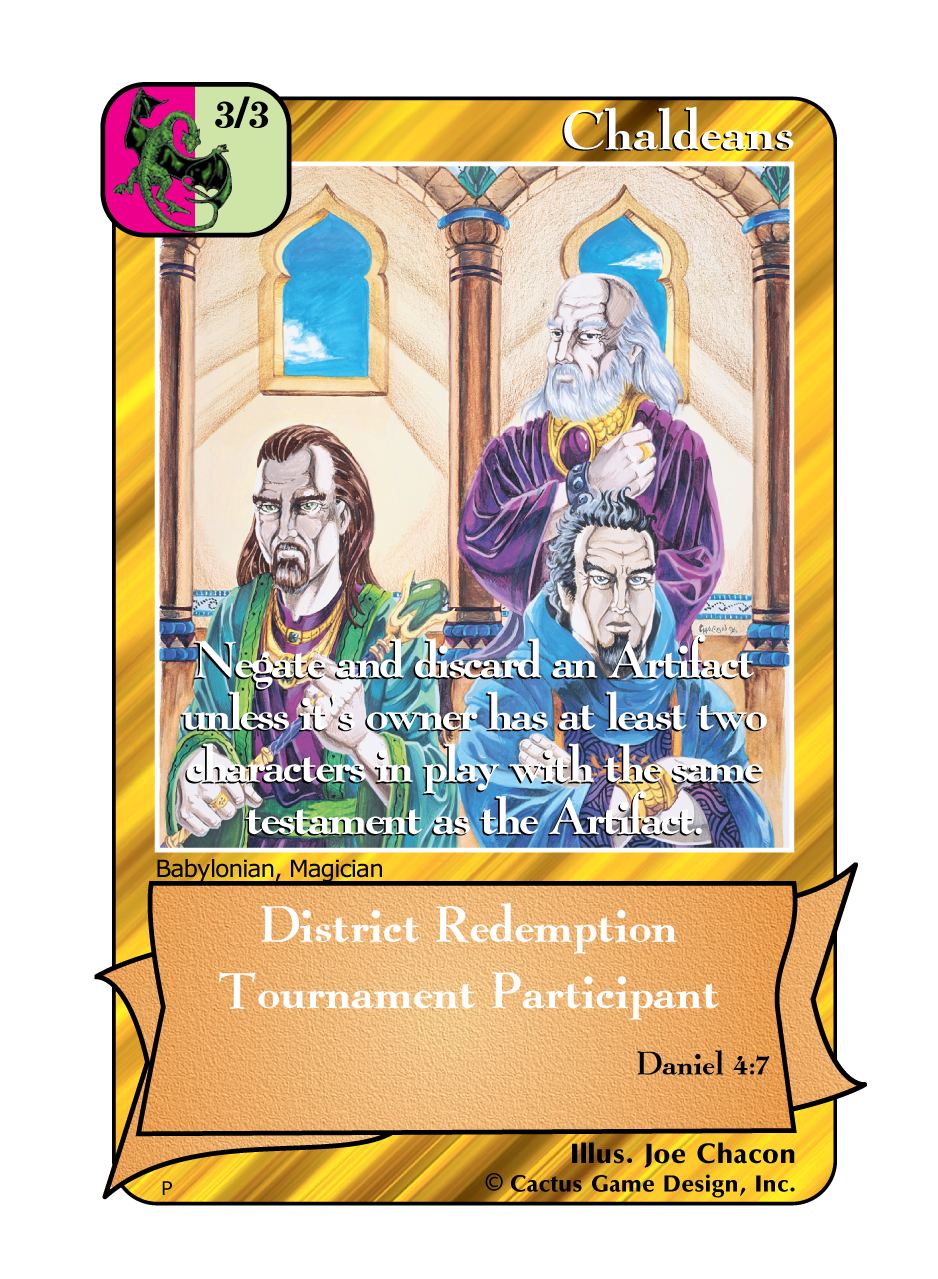 3/3
Chaldeans
CHACON 96
Negate and discard an Artifact
unless it's owner has at least two
characters in play with the same
testament as the Artifact.
Babylonian, Magician
District Redemption
Tournament Participant
Daniel 4:7
Illus. Joe Chacon
P
© Cactus Game Design, Inc.